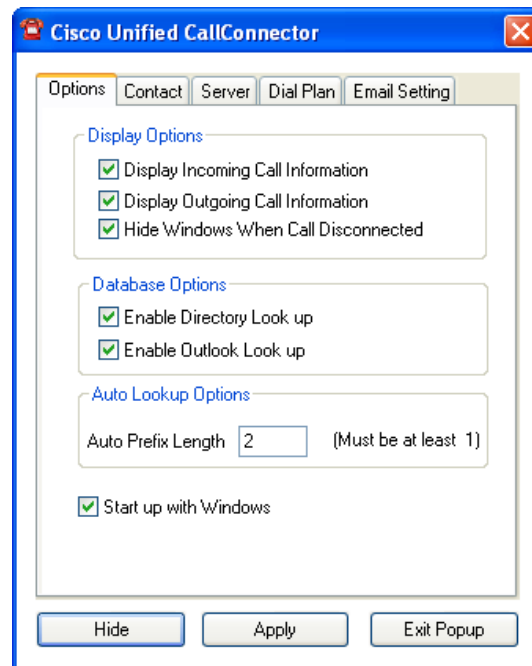 Cisco Unified CallConnector
Options Contact Server Dial Plan Email Setting
Display Options
Display Incoming Call Information
Display Outgoing Call Information
Hide Windows When Call Disconnected
Database Options
Enable Directory Look up
Enable Outlook Look up
Auto Lookup Options
Auto Prefix Length 2 (Must be at least 1)
Start up with Windows
Hide Apply Exit Popup